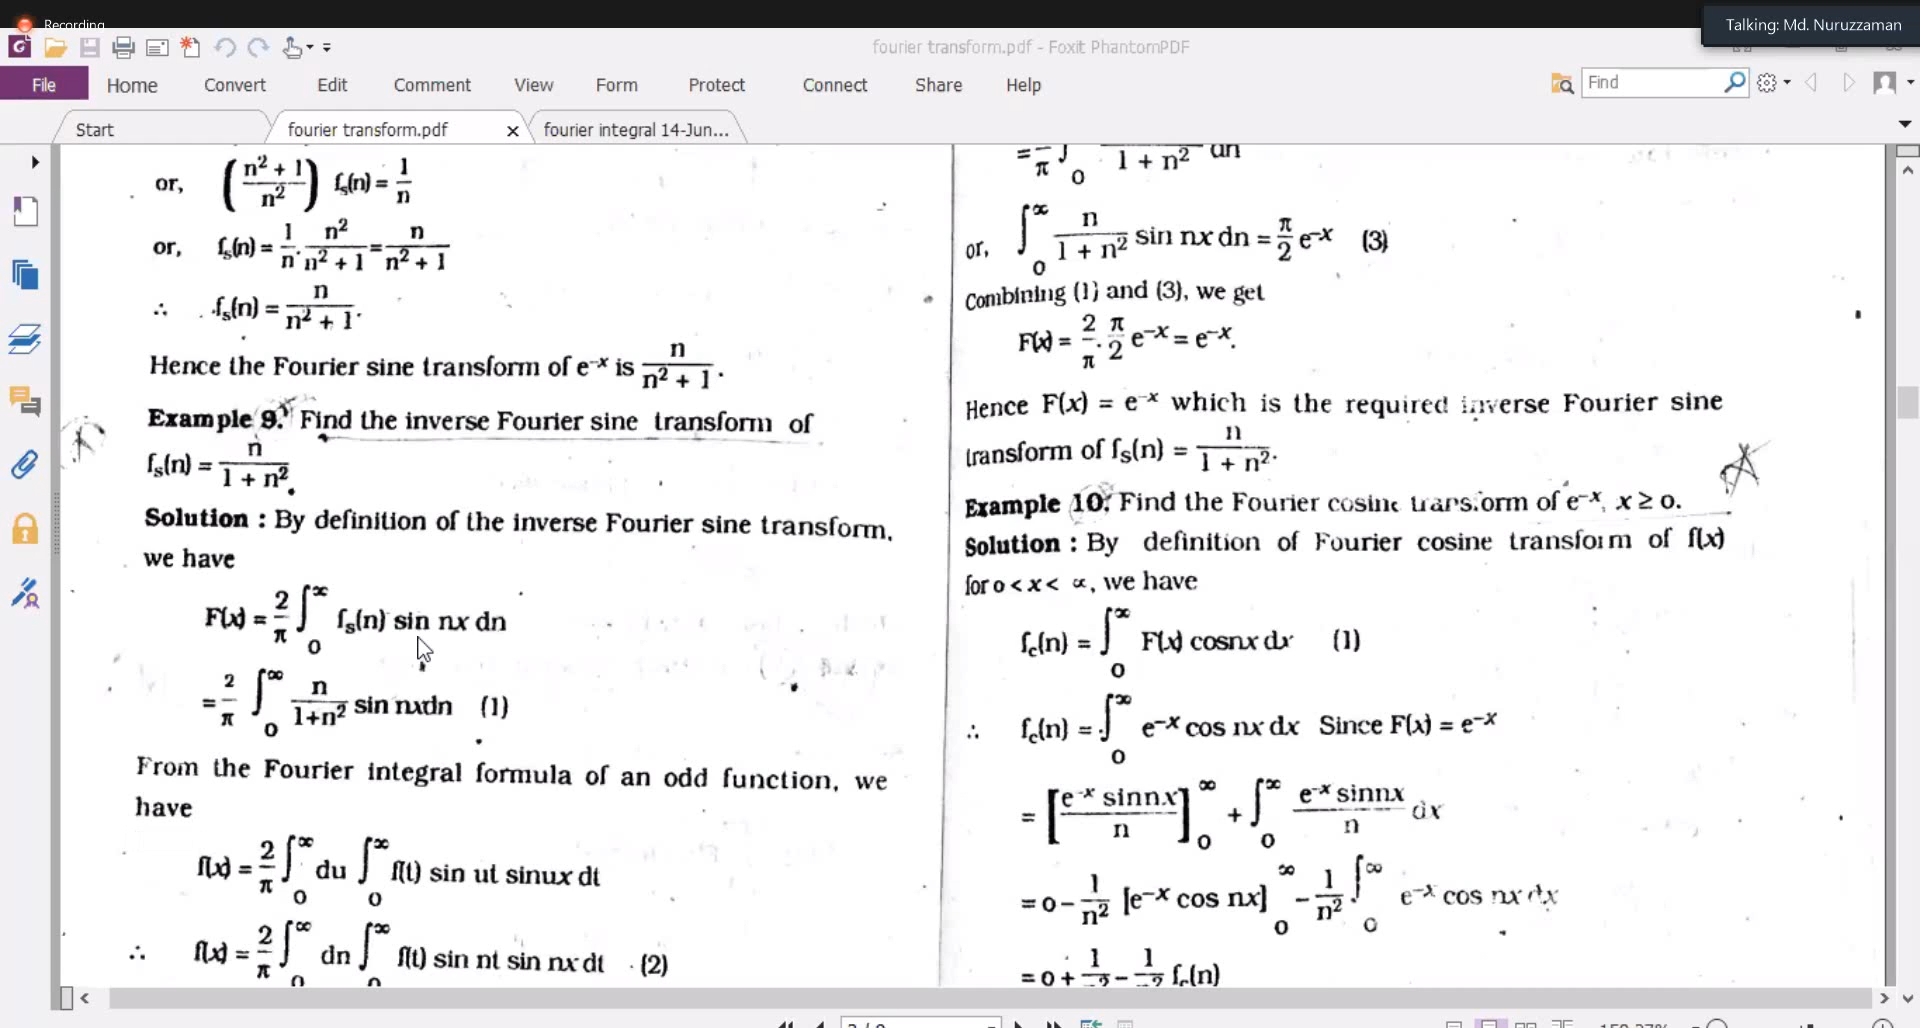 Recording
Talking: Md. Nuruzzaman
fourier transform.pdf - Foxit PhantomPDF
File Home Convert Edit Comment View Form Protect Connect Share Help
Find
Start
fourier transform.pdf
fourier integral 14-Jun...
or, ((n² + 1)/n²) fₛ(n) = 1/n
or, fₛ(n) = 1/n · n²/(n² + 1) = n/(n² + 1)
∴ fₛ(n) = n/(n² + 1).
Hence the Fourier sine transform of e⁻ˣ is n/(n² + 1).
Example 9. Find the inverse Fourier sine transform of
fₛ(n) = n/(1 + n²).
Solution : By definition of the inverse Fourier sine transform,
we have
F(x) = 2/π ∫₀^∞ fₛ(n) sin nx dn
= 2/π ∫₀^∞ n/(1+n²) sin nxdn (1)
From the Fourier integral formula of an odd function, we
have
f(x) = 2/π ∫₀^∞ du ∫₀^∞ f(t) sin ut sinux dt
∴ f(x) = 2/π ∫₀^∞ dn ∫₀^∞ f(t) sin nt sin nx dt (2)
= /π ∫₀ /(1 + n²) dn
or, ∫₀^∞ n/(1 + n²) sin nx dn = π/2 e⁻ˣ (3)
Combining (1) and (3), we get
F(x) = 2/π · π/2 e⁻ˣ = e⁻ˣ.
Hence F(x) = e⁻ˣ which is the required inverse Fourier sine
transform of fₛ(n) = n/(1 + n²).
Example 10. Find the Fourier cosine transform of e⁻ˣ, x ≥ o.
Solution : By definition of Fourier cosine transform of f(x)
for o < x < α, we have
f_c(n) = ∫₀^∞ F(x) cosnx dx (1)
∴ f_c(n) = ∫₀^∞ e⁻ˣ cos nx dx Since F(x) = e⁻ˣ
= [e⁻ˣ sinnx/n]₀^∞ + ∫₀^∞ e⁻ˣ sinnx/n dx
= o − 1/n² [e⁻ˣ cos nx]₀^∞ − 1/n² ∫₀^∞ e⁻ˣ cos nx dx
= o + 1/n² − 1/n² f_c(n)